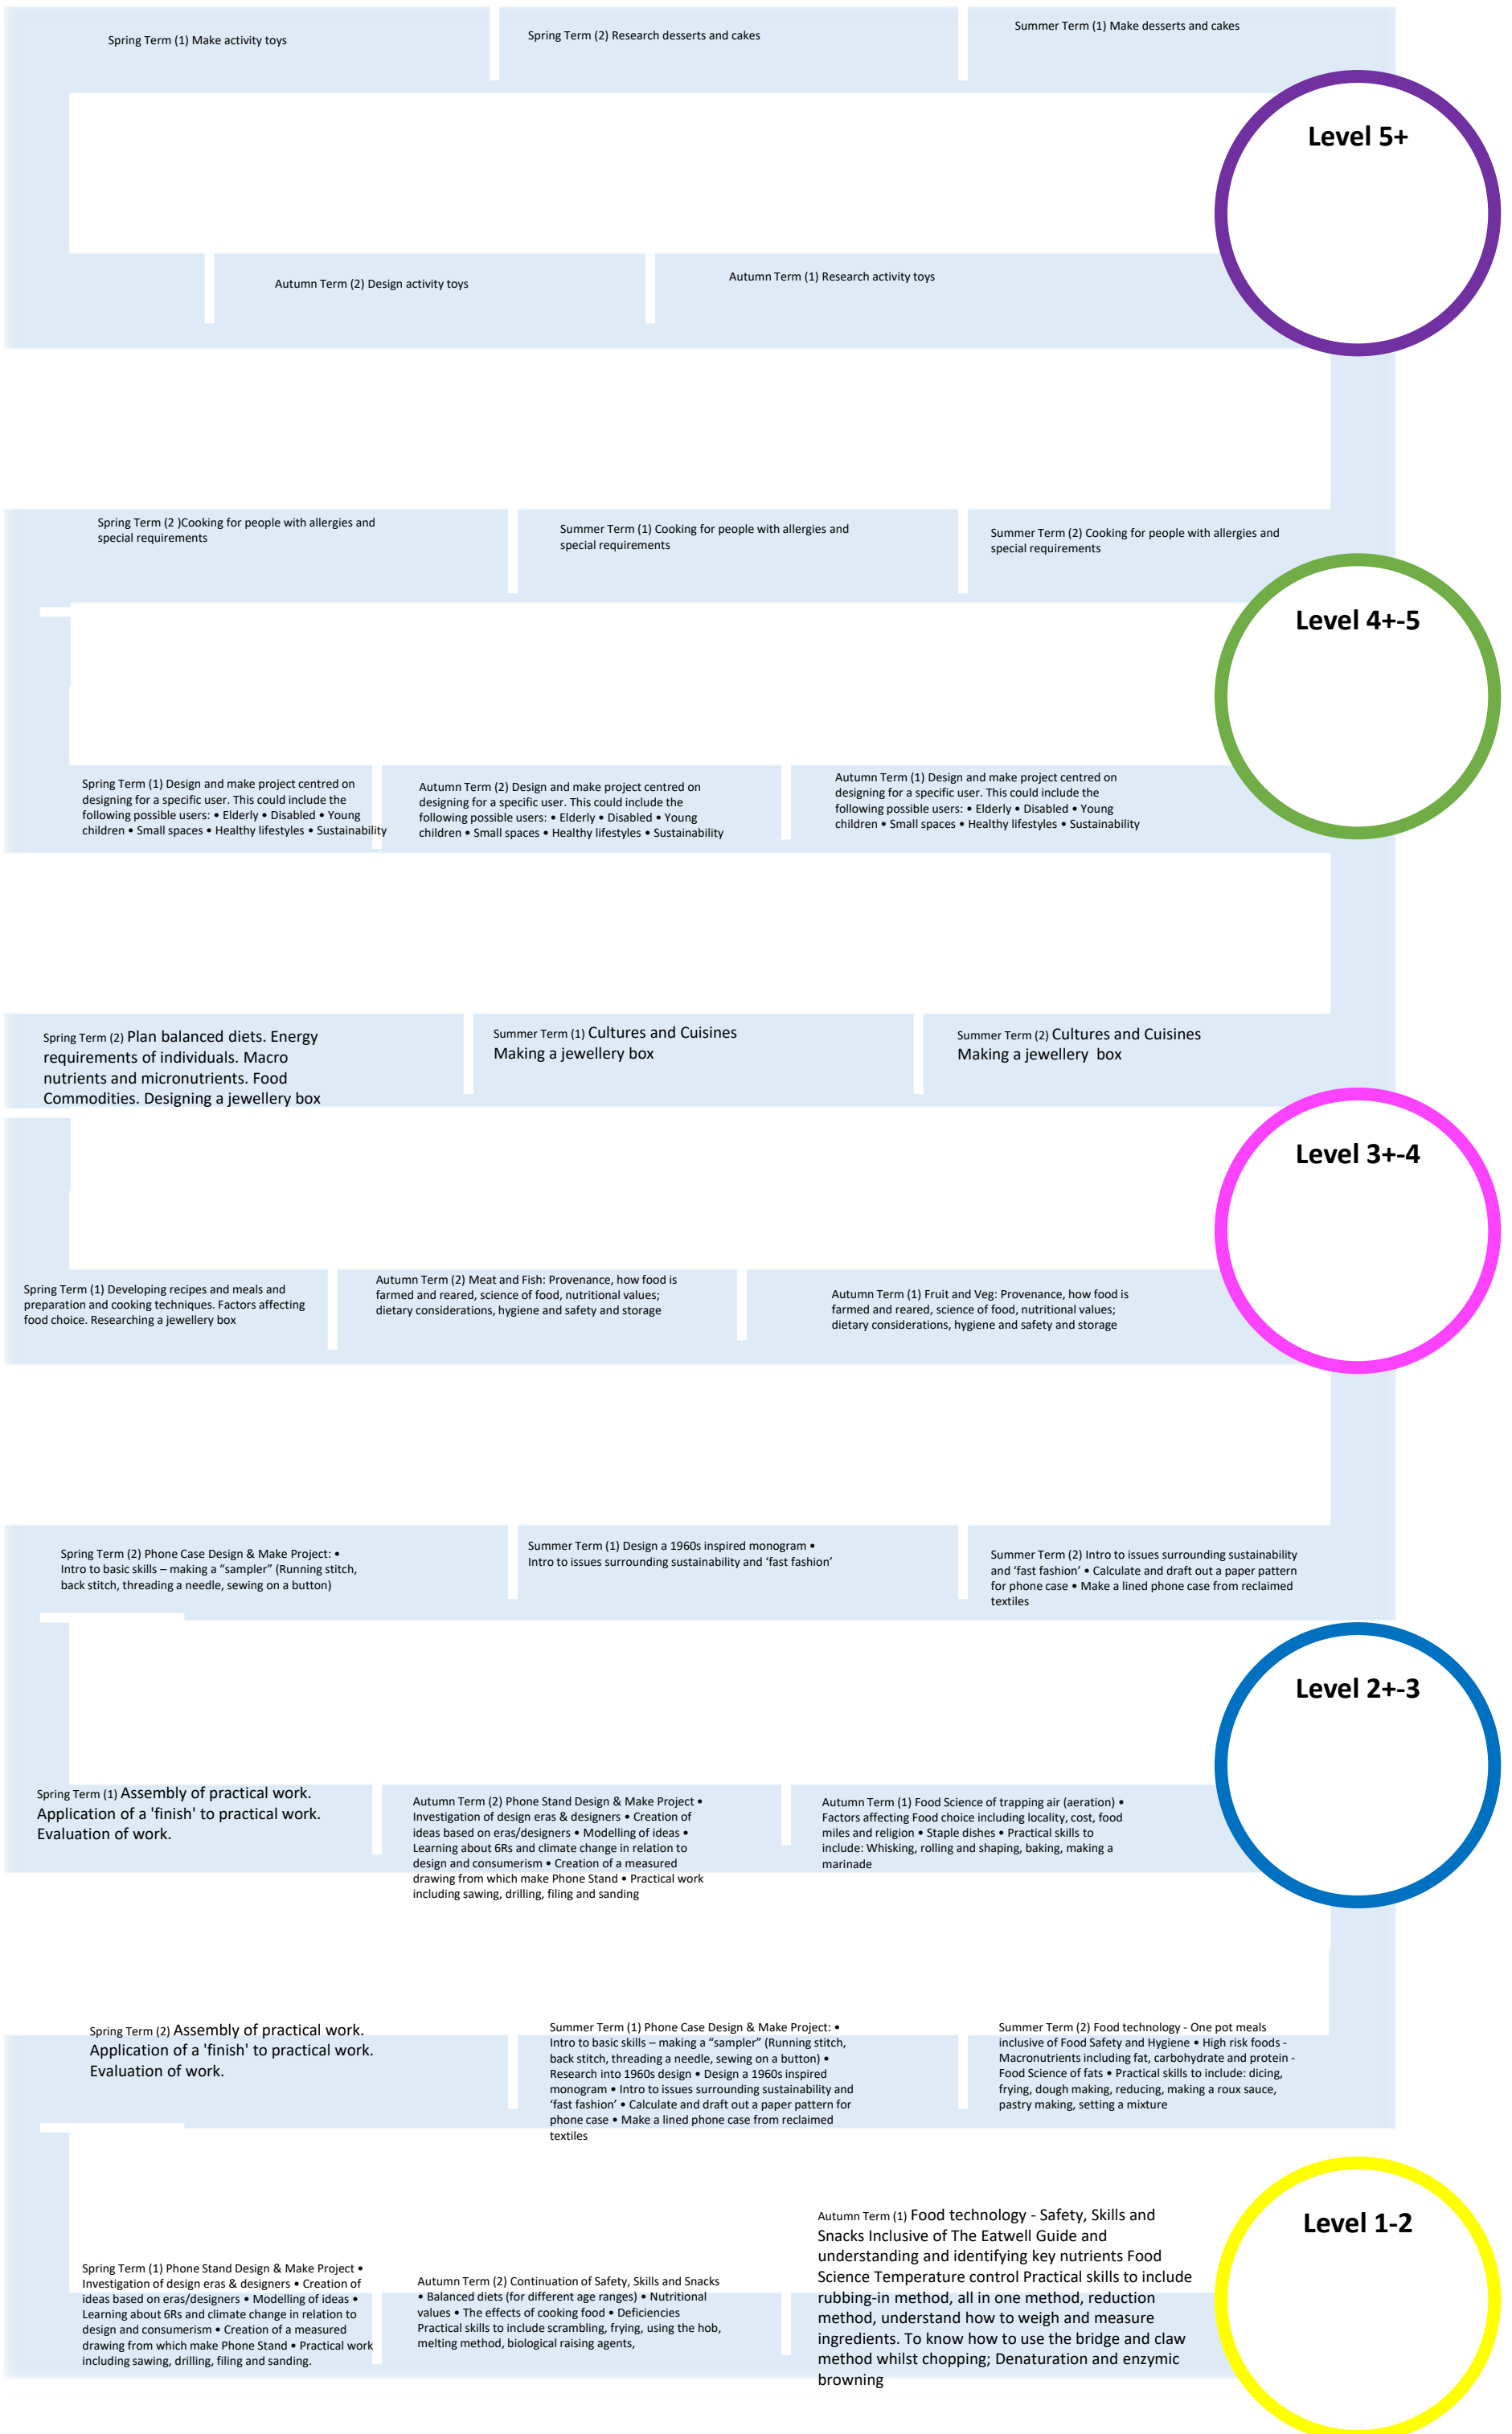 Spring Term (1) Make activity toys
Spring Term (2) Research desserts and cakes
Summer Term (1) Make desserts and cakes
Level 5+
Autumn Term (2) Design activity toys
Autumn Term (1) Research activity toys
Spring Term (2 )Cooking for people with allergies and
special requirements
Summer Term (1) Cooking for people with allergies and
special requirements
Summer Term (2) Cooking for people with allergies and
special requirements
Level 4+-5
Spring Term (1) Design and make project centred on
designing for a specific user. This could include the
following possible users: • Elderly • Disabled • Young
children • Small spaces • Healthy lifestyles • Sustainability
Autumn Term (2) Design and make project centred on
designing for a specific user. This could include the
following possible users: • Elderly • Disabled • Young
children • Small spaces • Healthy lifestyles • Sustainability
Autumn Term (1) Design and make project centred on
designing for a specific user. This could include the
following possible users: • Elderly • Disabled • Young
children • Small spaces • Healthy lifestyles • Sustainability
Spring Term (2) Plan balanced diets. Energy
requirements of individuals. Macro
nutrients and micronutrients. Food
Commodities. Designing a jewellery box
Summer Term (1) Cultures and Cuisines
Making a jewellery box
Summer Term (2) Cultures and Cuisines
Making a jewellery  box
Level 3+-4
Spring Term (1) Developing recipes and meals and
preparation and cooking techniques. Factors affecting
food choice. Researching a jewellery box
Autumn Term (2) Meat and Fish: Provenance, how food is
farmed and reared, science of food, nutritional values;
dietary considerations, hygiene and safety and storage
Autumn Term (1) Fruit and Veg: Provenance, how food is
farmed and reared, science of food, nutritional values;
dietary considerations, hygiene and safety and storage
Spring Term (2) Phone Case Design & Make Project: •
Intro to basic skills – making a “sampler” (Running stitch,
back stitch, threading a needle, sewing on a button)
Summer Term (1) Design a 1960s inspired monogram •
Intro to issues surrounding sustainability and ‘fast fashion’
Summer Term (2) Intro to issues surrounding sustainability
and ‘fast fashion’ • Calculate and draft out a paper pattern
for phone case • Make a lined phone case from reclaimed
textiles
Level 2+-3
Spring Term (1) Assembly of practical work.
Application of a 'finish' to practical work.
Evaluation of work.
Autumn Term (2) Phone Stand Design & Make Project •
Investigation of design eras & designers • Creation of
ideas based on eras/designers • Modelling of ideas •
Learning about 6Rs and climate change in relation to
design and consumerism • Creation of a measured
drawing from which make Phone Stand • Practical work
including sawing, drilling, filing and sanding
Autumn Term (1) Food Science of trapping air (aeration) •
Factors affecting Food choice including locality, cost, food
miles and religion • Staple dishes • Practical skills to
include: Whisking, rolling and shaping, baking, making a
marinade
Spring Term (2) Assembly of practical work.
Application of a 'finish' to practical work.
Evaluation of work.
Summer Term (1) Phone Case Design & Make Project: •
Intro to basic skills – making a “sampler” (Running stitch,
back stitch, threading a needle, sewing on a button) •
Research into 1960s design • Design a 1960s inspired
monogram • Intro to issues surrounding sustainability and
‘fast fashion’ • Calculate and draft out a paper pattern for
phone case • Make a lined phone case from reclaimed
textiles
Summer Term (2) Food technology - One pot meals
inclusive of Food Safety and Hygiene • High risk foods -
Macronutrients including fat, carbohydrate and protein -
Food Science of fats • Practical skills to include: dicing,
frying, dough making, reducing, making a roux sauce,
pastry making, setting a mixture
Level 1-2
Spring Term (1) Phone Stand Design & Make Project •
Investigation of design eras & designers • Creation of
ideas based on eras/designers • Modelling of ideas •
Learning about 6Rs and climate change in relation to
design and consumerism • Creation of a measured
drawing from which make Phone Stand • Practical work
including sawing, drilling, filing and sanding.
Autumn Term (2) Continuation of Safety, Skills and Snacks
• Balanced diets (for different age ranges) • Nutritional
values • The effects of cooking food • Deficiencies
Practical skills to include scrambling, frying, using the hob,
melting method, biological raising agents,
Autumn Term (1) Food technology - Safety, Skills and
Snacks Inclusive of The Eatwell Guide and
understanding and identifying key nutrients Food
Science Temperature control Practical skills to include
rubbing-in method, all in one method, reduction
method, understand how to weigh and measure
ingredients. To know how to use the bridge and claw
method whilst chopping; Denaturation and enzymic
browning